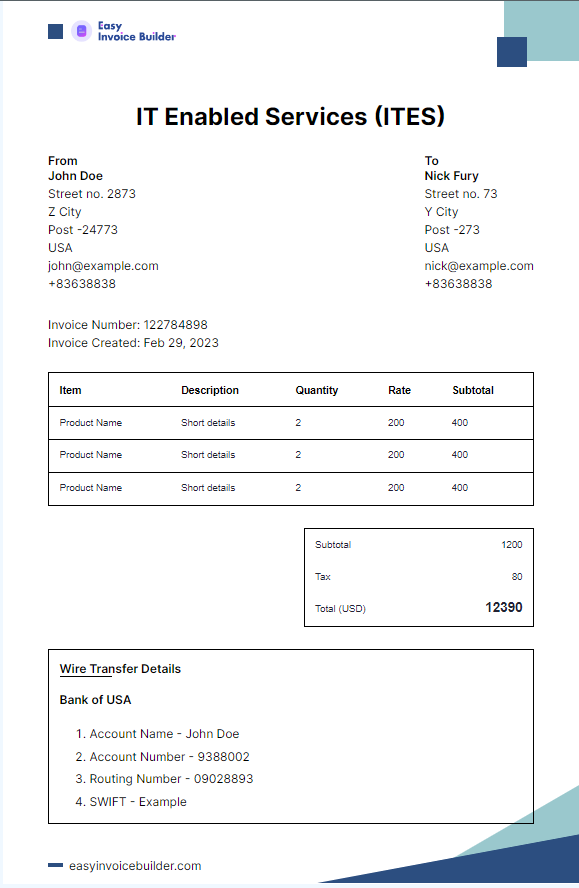 Easy
Invoice Builder
IT Enabled Services (ITES)
From
John Doe
Street no. 2873
Z City
Post -24773
USA
john@example.com
+83638838
To
Nick Fury
Street no. 73
Y City
Post -273
USA
nick@example.com
+83638838
Invoice Number: 122784898
Invoice Created: Feb 29, 2023
Item Description Quantity Rate Subtotal
Product Name Short details 2 200 400
Product Name Short details 2 200 400
Product Name Short details 2 200 400
Subtotal 1200
Tax 80
Total (USD) 12390
Wire Transfer Details
Bank of USA
1. Account Name - John Doe
2. Account Number - 9388002
3. Routing Number - 09028893
4. SWIFT - Example
easyinvoicebuilder.com